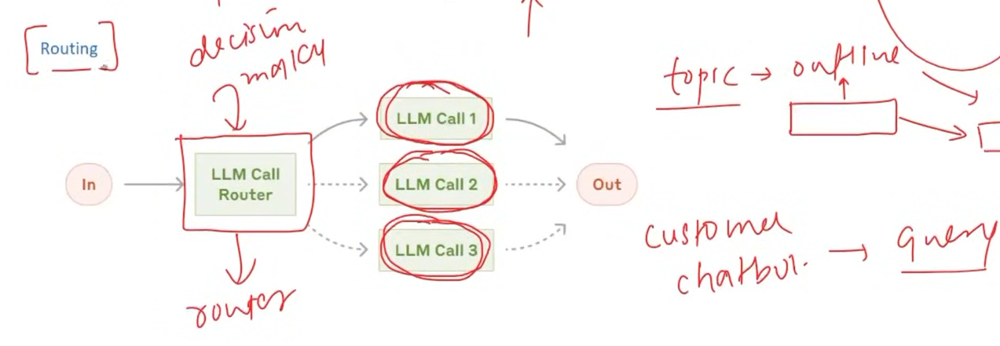 Routing
decision
making
LLM Call
Router
router
In
LLM Call 1
LLM Call 2
LLM Call 3
Out
topic → outline
customer
chatbot → query